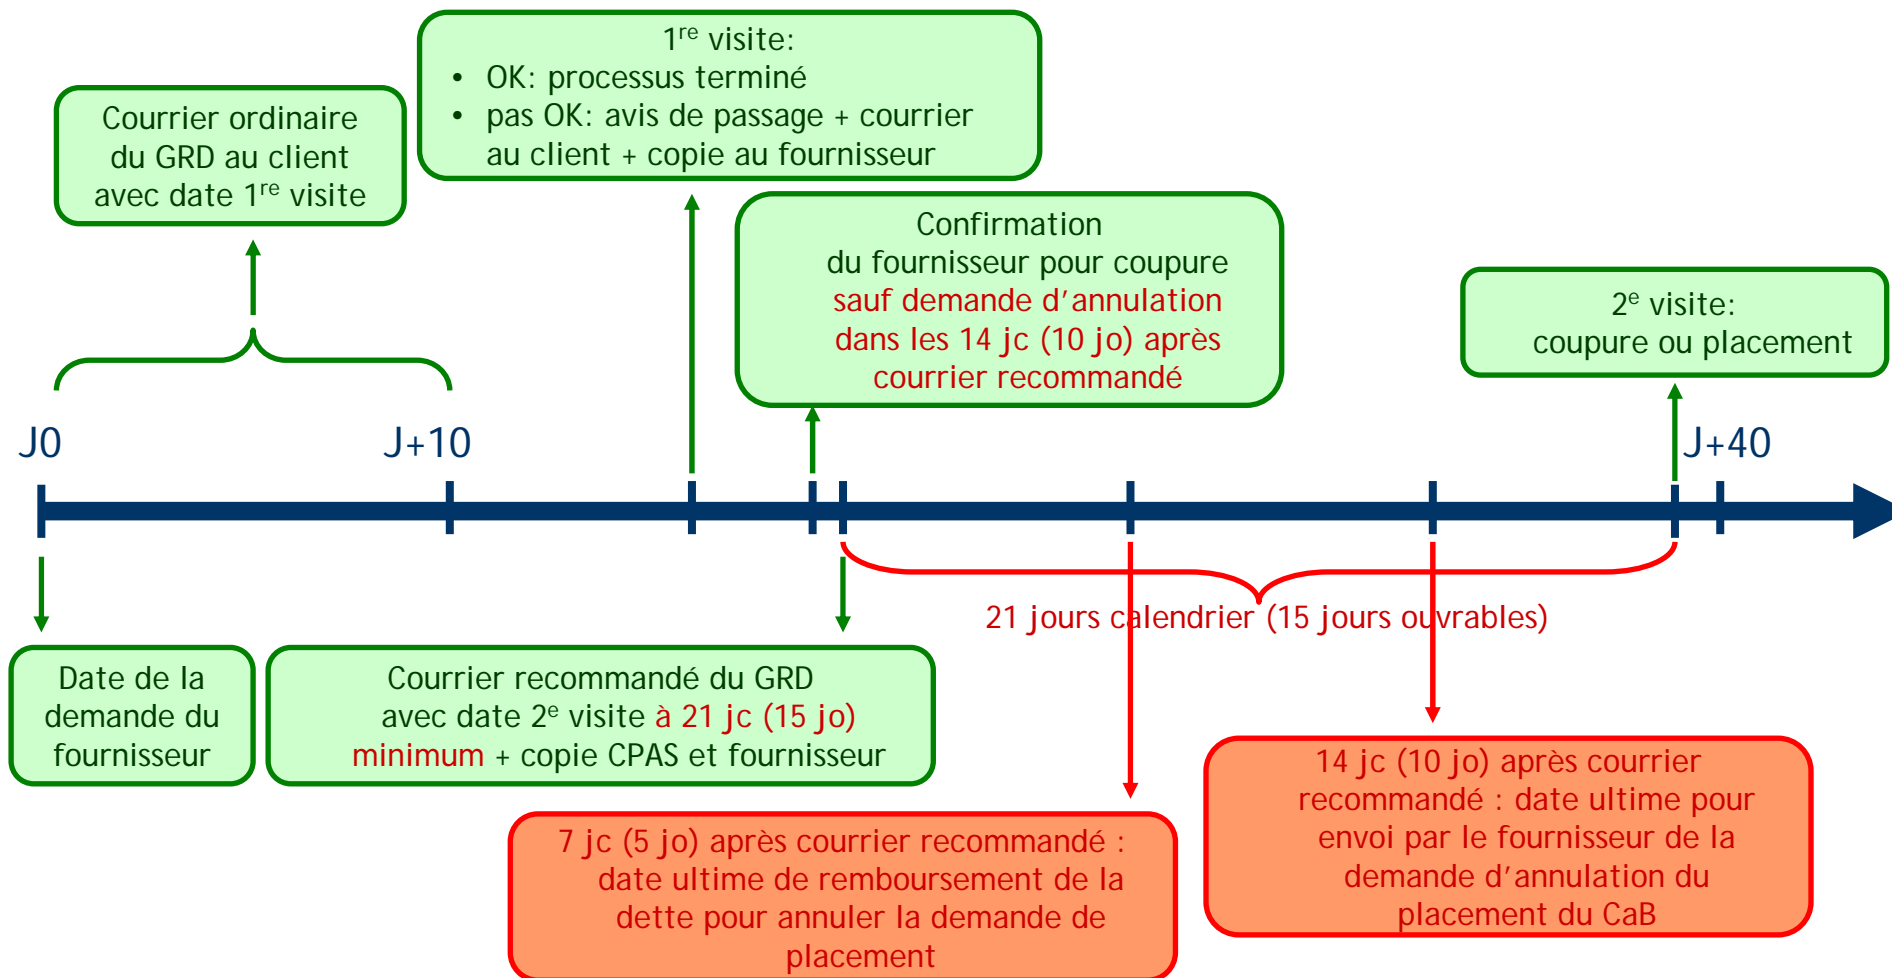 1re visite:
• OK: processus terminé
• pas OK: avis de passage + courrier
au client + copie au fournisseur
Courrier ordinaire
du GRD au client
avec date 1re visite
Confirmation
du fournisseur pour coupure
sauf demande d'annulation
dans les 14 jc (10 jo) après
courrier recommandé
2e visite:
coupure ou placement
J0
J+10
J+40
21 jours calendrier (15 jours ouvrables)
Date de la
demande du
fournisseur
Courrier recommandé du GRD
avec date 2e visite à 21 jc (15 jo)
minimum + copie CPAS et fournisseur
7 jc (5 jo) après courrier recommandé :
date ultime de remboursement de la
dette pour annuler la demande de
placement
14 jc (10 jo) après courrier
recommandé : date ultime pour
envoi par le fournisseur de la
demande d'annulation du
placement du CaB